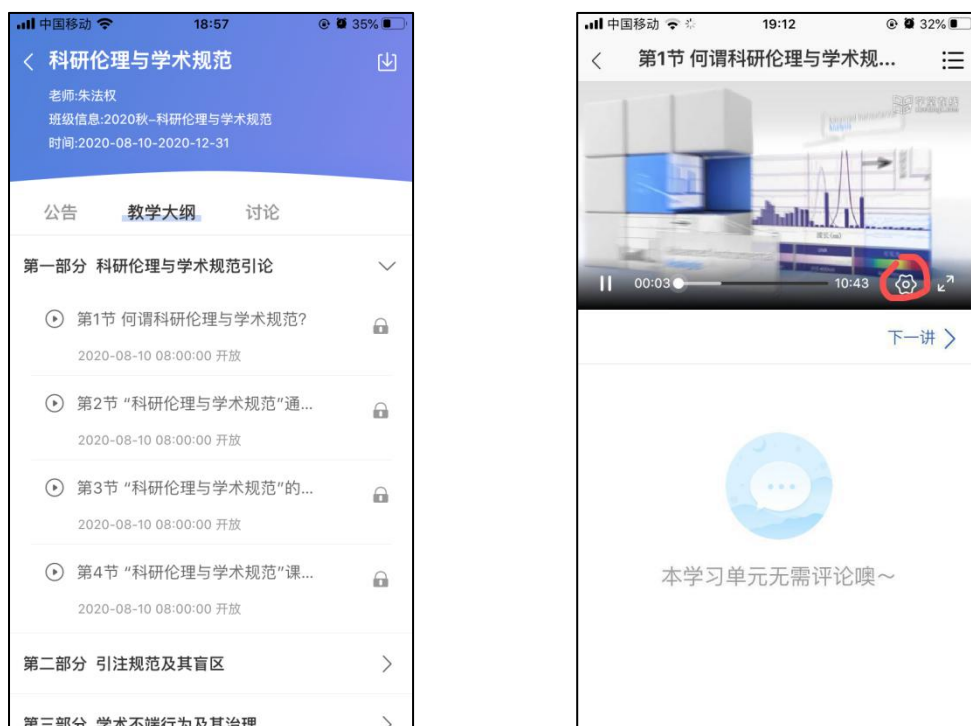 中国移动 18:57 35%
科研伦理与学术规范
老师:朱法权
班级信息:2020秋–科研伦理与学术规范
时间:2020-08-10-2020-12-31
公告 教学大纲 讨论
第一部分 科研伦理与学术规范引论
第1节 何谓科研伦理与学术规范?
2020-08-10 08:00:00 开放
第2节 “科研伦理与学术规范”通...
2020-08-10 08:00:00 开放
第3节 “科研伦理与学术规范”的...
2020-08-10 08:00:00 开放
第4节 “科研伦理与学术规范”课...
2020-08-10 08:00:00 开放
第二部分 引注规范及其盲区
第三部分 学术不端行为及其治理
中国移动 19:12 32%
第1节 何谓科研伦理与学术规...
学堂在线
00:03 10:43
下一讲
本学习单元无需评论噢～